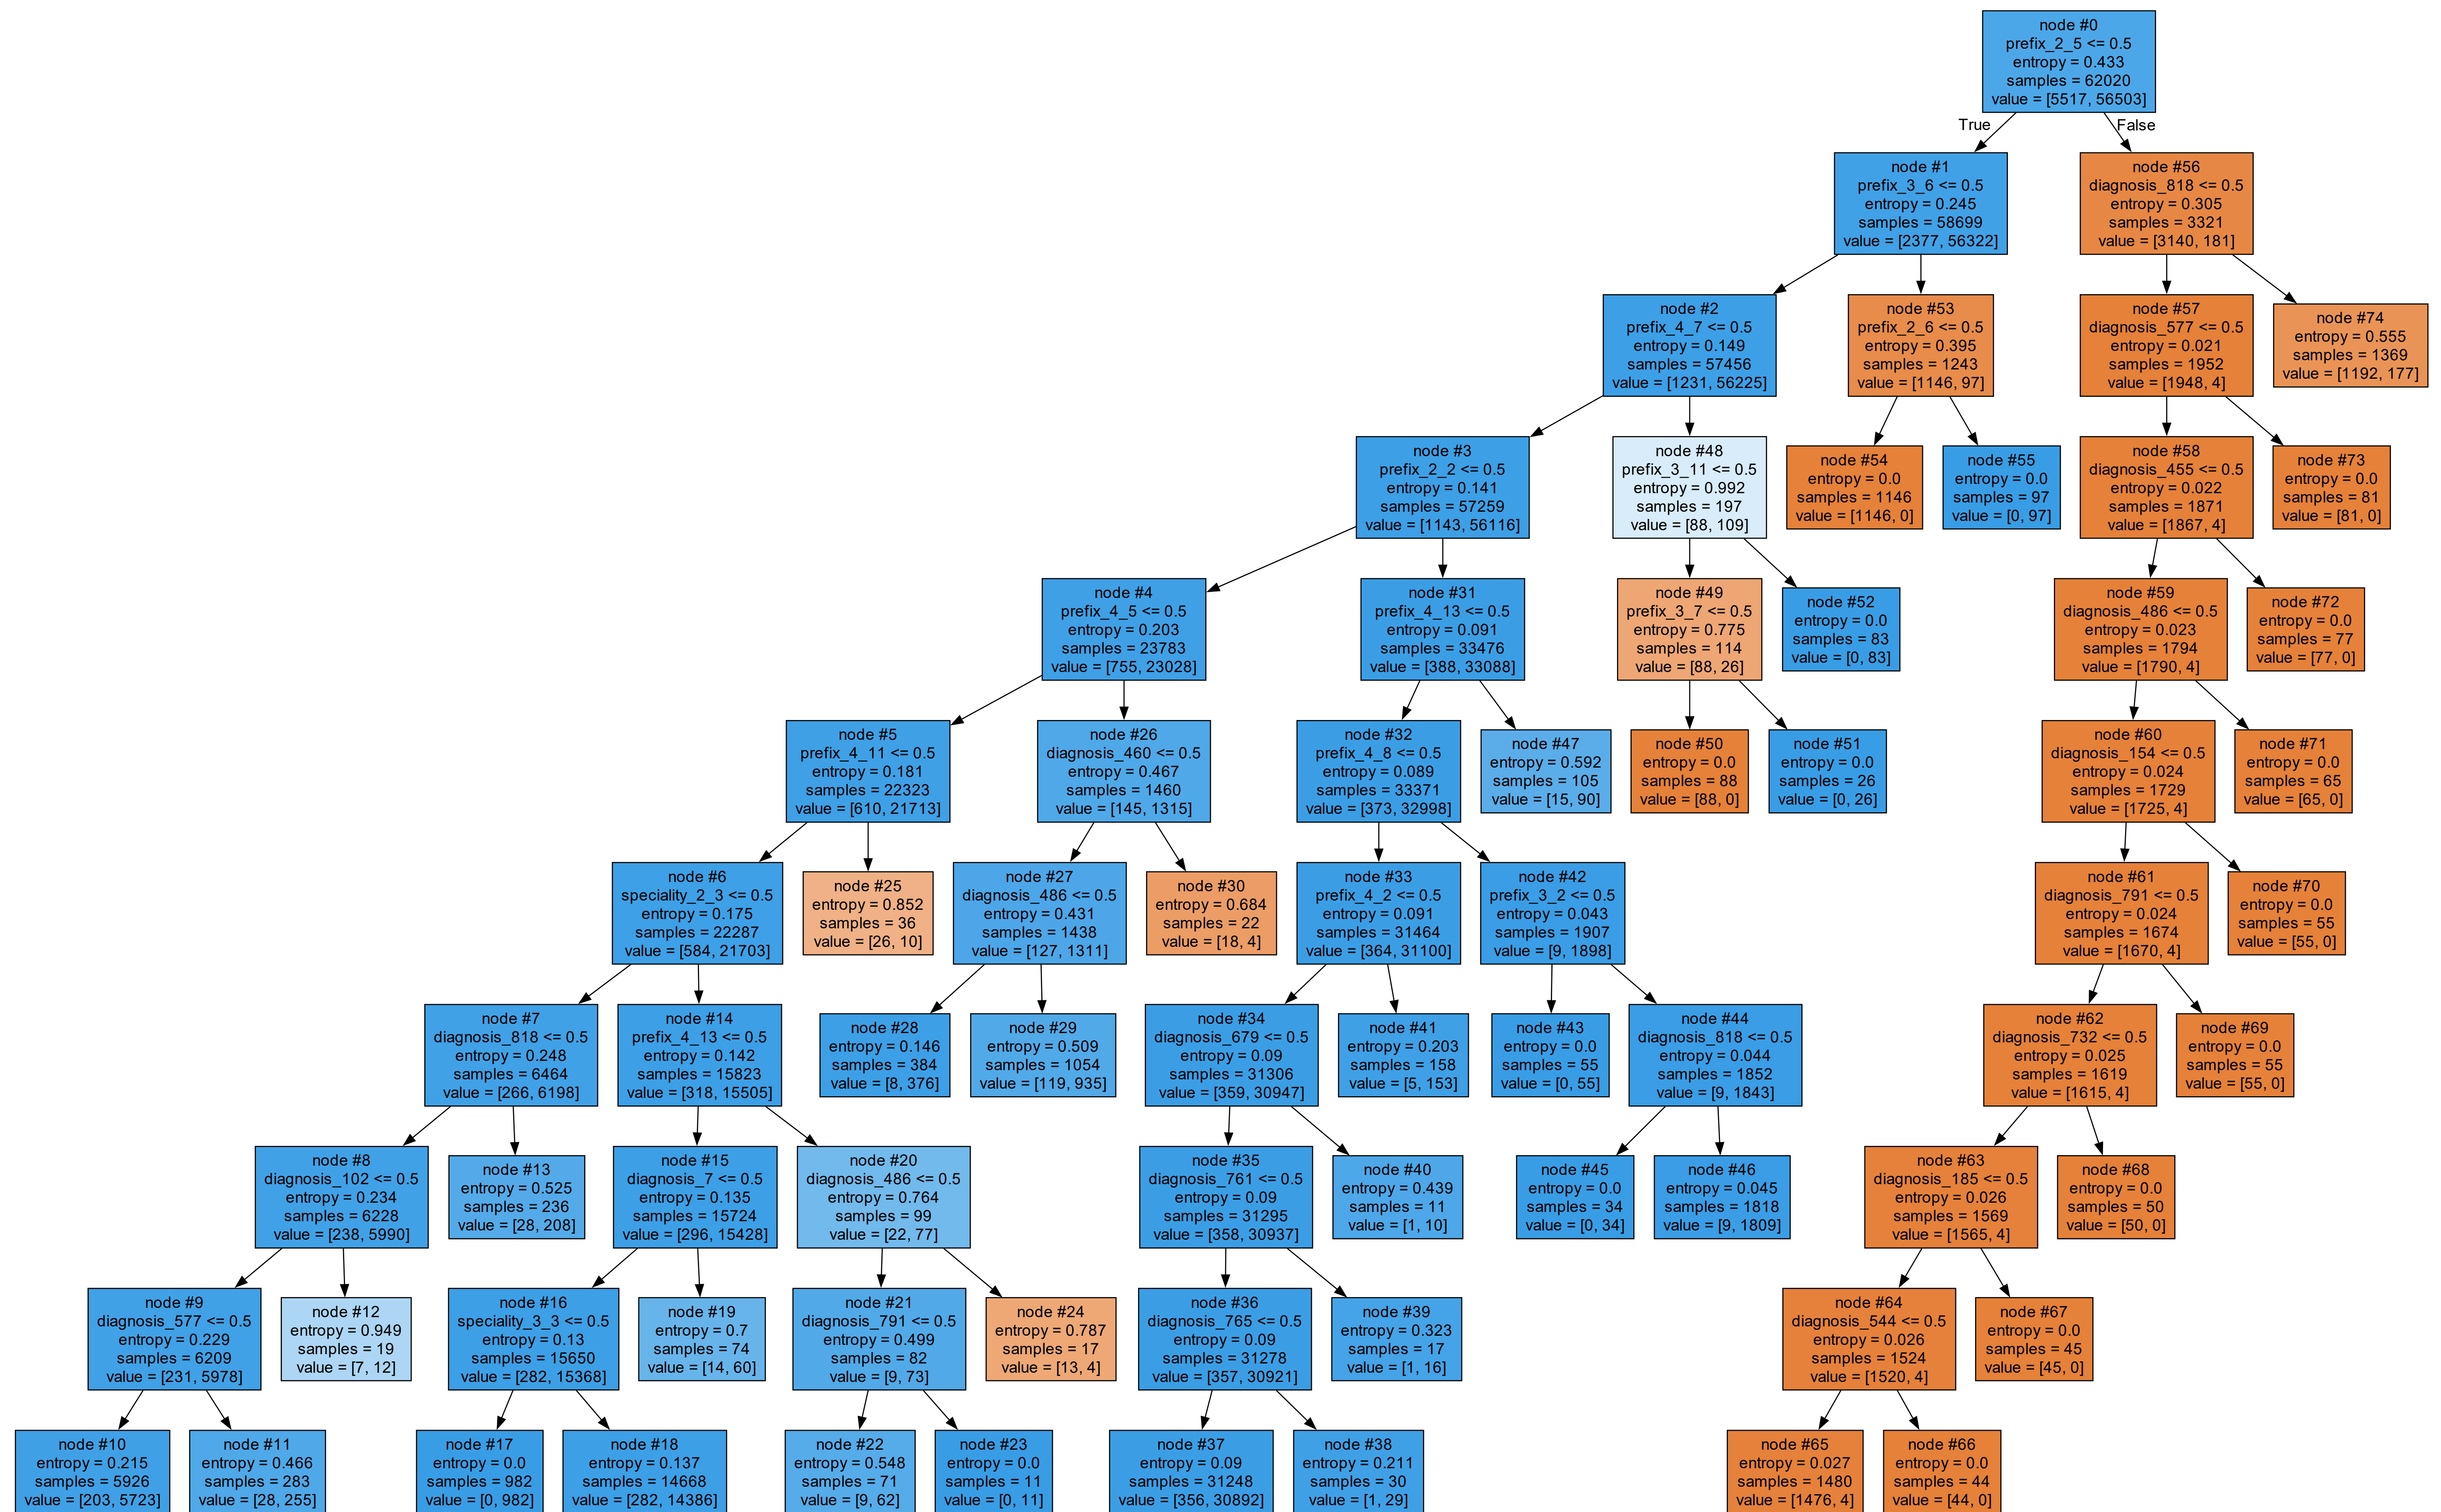 node #0
prefix_2_5 <= 0.5
entropy = 0.433
samples = 62020
value = [5517, 56503]
True
False
node #1
prefix_3_6 <= 0.5
entropy = 0.245
samples = 58699
value = [2377, 56322]
node #56
diagnosis_818 <= 0.5
entropy = 0.305
samples = 3321
value = [3140, 181]
node #2
prefix_4_7 <= 0.5
entropy = 0.149
samples = 57456
value = [1231, 56225]
node #53
prefix_2_6 <= 0.5
entropy = 0.395
samples = 1243
value = [1146, 97]
node #57
diagnosis_577 <= 0.5
entropy = 0.021
samples = 1952
value = [1948, 4]
node #74
entropy = 0.555
samples = 1369
value = [1192, 177]
node #3
prefix_2_2 <= 0.5
entropy = 0.141
samples = 57259
value = [1143, 56116]
node #48
prefix_3_11 <= 0.5
entropy = 0.992
samples = 197
value = [88, 109]
node #54
entropy = 0.0
samples = 1146
value = [1146, 0]
node #55
entropy = 0.0
samples = 97
value = [0, 97]
node #58
diagnosis_455 <= 0.5
entropy = 0.022
samples = 1871
value = [1867, 4]
node #73
entropy = 0.0
samples = 81
value = [81, 0]
node #4
prefix_4_5 <= 0.5
entropy = 0.203
samples = 23783
value = [755, 23028]
node #31
prefix_4_13 <= 0.5
entropy = 0.091
samples = 33476
value = [388, 33088]
node #49
prefix_3_7 <= 0.5
entropy = 0.775
samples = 114
value = [88, 26]
node #52
entropy = 0.0
samples = 83
value = [0, 83]
node #59
diagnosis_486 <= 0.5
entropy = 0.023
samples = 1794
value = [1790, 4]
node #72
entropy = 0.0
samples = 77
value = [77, 0]
node #5
prefix_4_11 <= 0.5
entropy = 0.181
samples = 22323
value = [610, 21713]
node #26
diagnosis_460 <= 0.5
entropy = 0.467
samples = 1460
value = [145, 1315]
node #32
prefix_4_8 <= 0.5
entropy = 0.089
samples = 33371
value = [373, 32998]
node #47
entropy = 0.592
samples = 105
value = [15, 90]
node #50
entropy = 0.0
samples = 88
value = [88, 0]
node #51
entropy = 0.0
samples = 26
value = [0, 26]
node #60
diagnosis_154 <= 0.5
entropy = 0.024
samples = 1729
value = [1725, 4]
node #71
entropy = 0.0
samples = 65
value = [65, 0]
node #6
speciality_2_3 <= 0.5
entropy = 0.175
samples = 22287
value = [584, 21703]
node #25
entropy = 0.852
samples = 36
value = [26, 10]
node #27
diagnosis_486 <= 0.5
entropy = 0.431
samples = 1438
value = [127, 1311]
node #30
entropy = 0.684
samples = 22
value = [18, 4]
node #33
prefix_4_2 <= 0.5
entropy = 0.091
samples = 31464
value = [364, 31100]
node #42
prefix_3_2 <= 0.5
entropy = 0.043
samples = 1907
value = [9, 1898]
node #61
diagnosis_791 <= 0.5
entropy = 0.024
samples = 1674
value = [1670, 4]
node #70
entropy = 0.0
samples = 55
value = [55, 0]
node #7
diagnosis_818 <= 0.5
entropy = 0.248
samples = 6464
value = [266, 6198]
node #14
prefix_4_13 <= 0.5
entropy = 0.142
samples = 15823
value = [318, 15505]
node #28
entropy = 0.146
samples = 384
value = [8, 376]
node #29
entropy = 0.509
samples = 1054
value = [119, 935]
node #34
diagnosis_679 <= 0.5
entropy = 0.09
samples = 31306
value = [359, 30947]
node #41
entropy = 0.203
samples = 158
value = [5, 153]
node #43
entropy = 0.0
samples = 55
value = [0, 55]
node #44
diagnosis_818 <= 0.5
entropy = 0.044
samples = 1852
value = [9, 1843]
node #62
diagnosis_732 <= 0.5
entropy = 0.025
samples = 1619
value = [1615, 4]
node #69
entropy = 0.0
samples = 55
value = [55, 0]
node #8
diagnosis_102 <= 0.5
entropy = 0.234
samples = 6228
value = [238, 5990]
node #13
entropy = 0.525
samples = 236
value = [28, 208]
node #15
diagnosis_7 <= 0.5
entropy = 0.135
samples = 15724
value = [296, 15428]
node #20
diagnosis_486 <= 0.5
entropy = 0.764
samples = 99
value = [22, 77]
node #35
diagnosis_761 <= 0.5
entropy = 0.09
samples = 31295
value = [358, 30937]
node #40
entropy = 0.439
samples = 11
value = [1, 10]
node #45
entropy = 0.0
samples = 34
value = [0, 34]
node #46
entropy = 0.045
samples = 1818
value = [9, 1809]
node #63
diagnosis_185 <= 0.5
entropy = 0.026
samples = 1569
value = [1565, 4]
node #68
entropy = 0.0
samples = 50
value = [50, 0]
node #9
diagnosis_577 <= 0.5
entropy = 0.229
samples = 6209
value = [231, 5978]
node #12
entropy = 0.949
samples = 19
value = [7, 12]
node #16
speciality_3_3 <= 0.5
entropy = 0.13
samples = 15650
value = [282, 15368]
node #19
entropy = 0.7
samples = 74
value = [14, 60]
node #21
diagnosis_791 <= 0.5
entropy = 0.499
samples = 82
value = [9, 73]
node #24
entropy = 0.787
samples = 17
value = [13, 4]
node #36
diagnosis_765 <= 0.5
entropy = 0.09
samples = 31278
value = [357, 30921]
node #39
entropy = 0.323
samples = 17
value = [1, 16]
node #64
diagnosis_544 <= 0.5
entropy = 0.026
samples = 1524
value = [1520, 4]
node #67
entropy = 0.0
samples = 45
value = [45, 0]
node #10
entropy = 0.215
samples = 5926
value = [203, 5723]
node #11
entropy = 0.466
samples = 283
value = [28, 255]
node #17
entropy = 0.0
samples = 982
value = [0, 982]
node #18
entropy = 0.137
samples = 14668
value = [282, 14386]
node #22
entropy = 0.548
samples = 71
value = [9, 62]
node #23
entropy = 0.0
samples = 11
value = [0, 11]
node #37
entropy = 0.09
samples = 31248
value = [356, 30892]
node #38
entropy = 0.211
samples = 30
value = [1, 29]
node #65
entropy = 0.027
samples = 1480
value = [1476, 4]
node #66
entropy = 0.0
samples = 44
value = [44, 0]